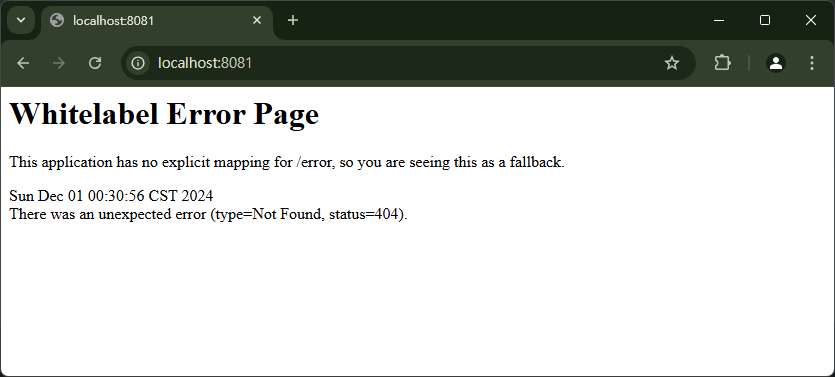 localhost:8081
localhost:8081
Whitelabel Error Page
This application has no explicit mapping for /error, so you are seeing this as a fallback.
Sun Dec 01 00:30:56 CST 2024
There was an unexpected error (type=Not Found, status=404).